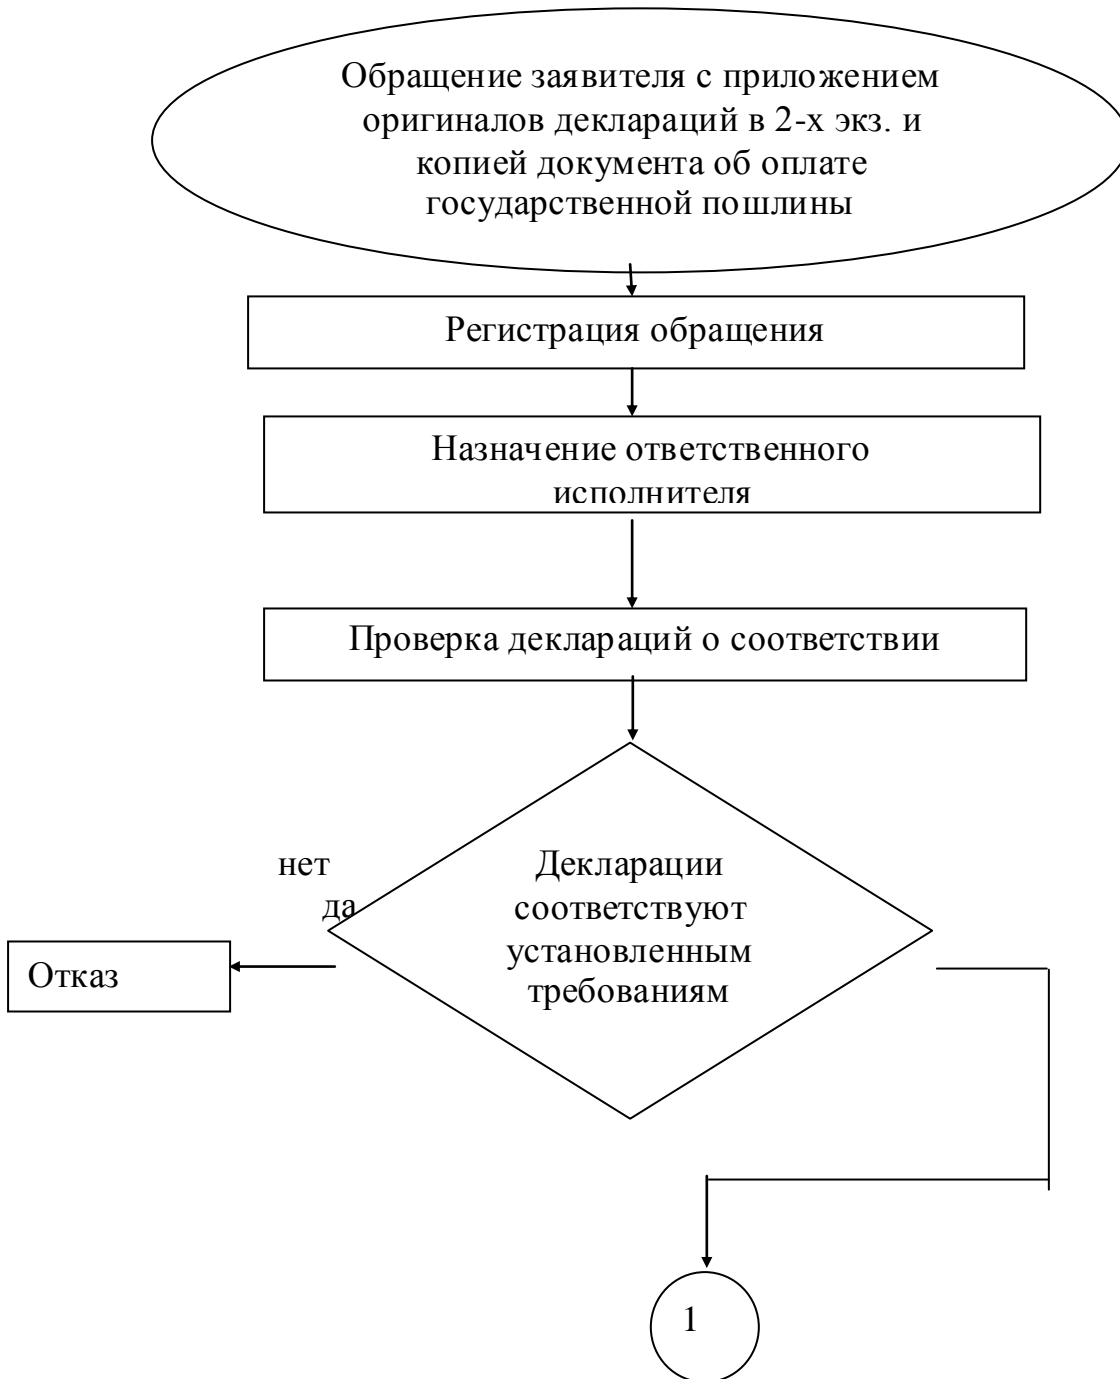 Обращение заявителя с приложением
оригиналов деклараций в 2-х экз. и
копией документа об оплате
государственной пошлины
Регистрация обращения
Назначение ответственного
исполнителя
Проверка деклараций о соответствии
нет
да
Декларации
соответствуют
установленным
требованиям
Отказ
1